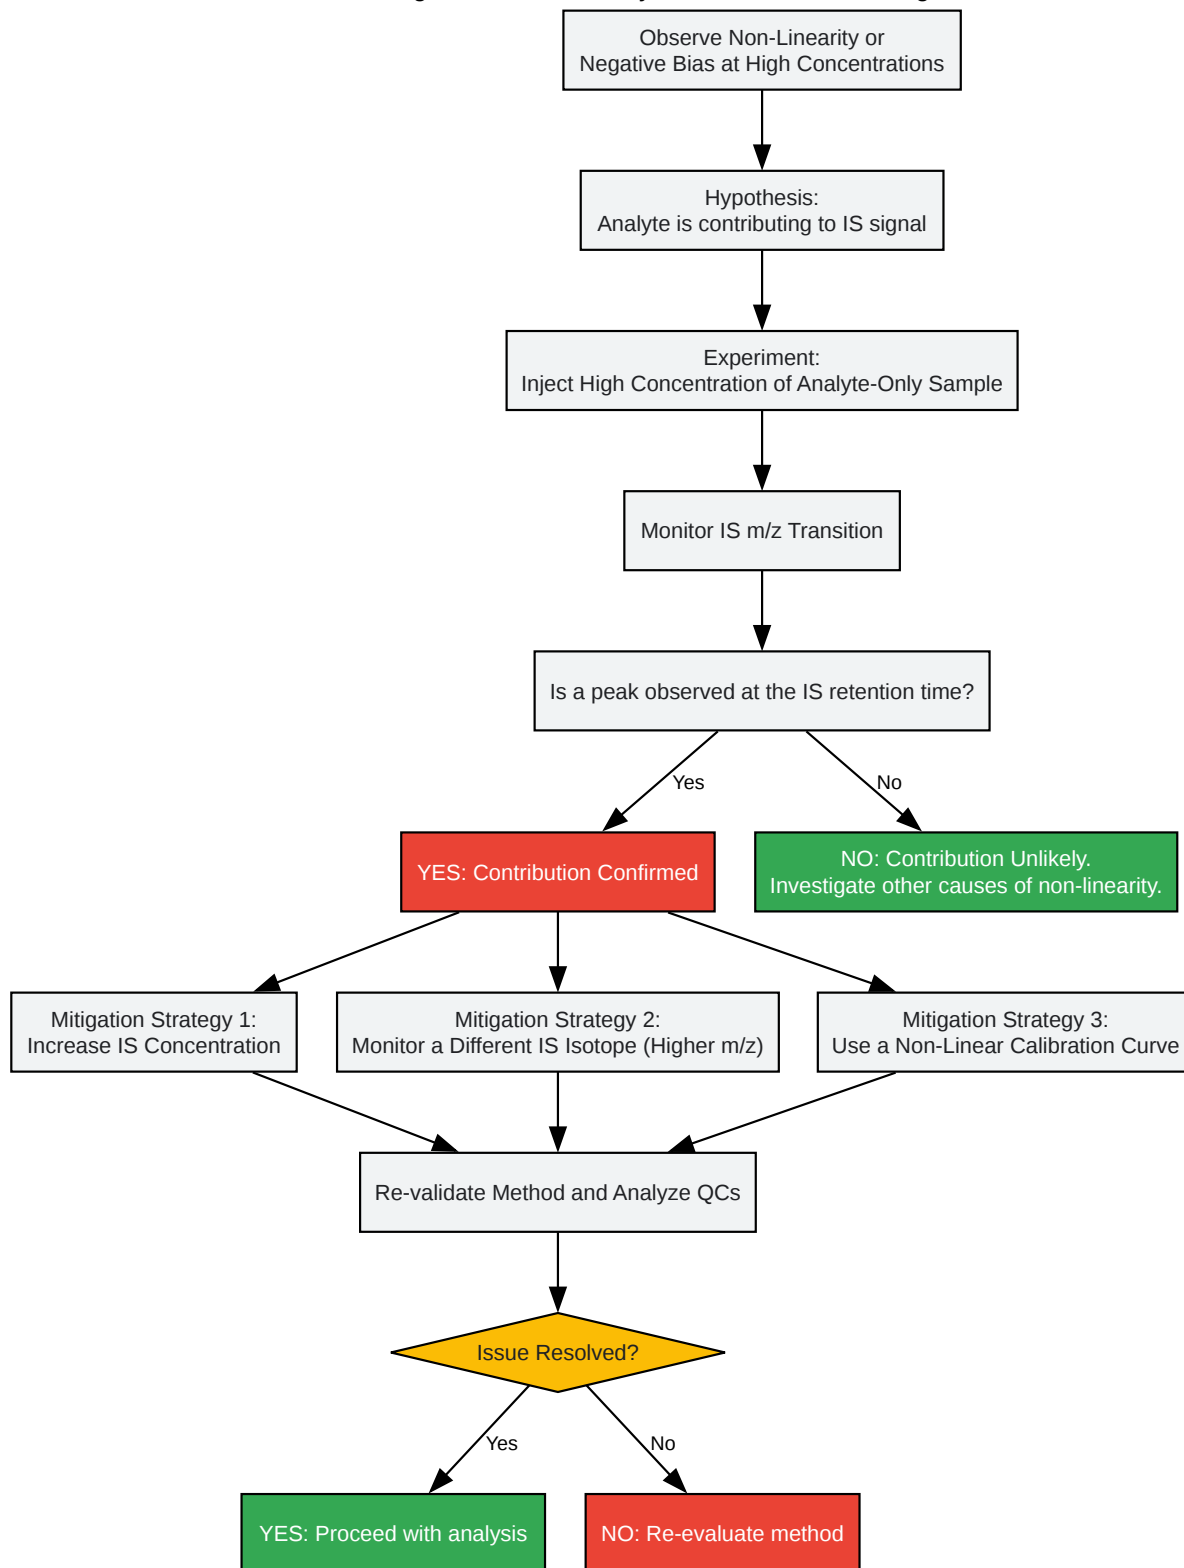 Observe Non-Linearity or
Negative Bias at High Concentrations
Hypothesis:
Analyte is contributing to IS signal
Experiment:
Inject High Concentration of Analyte-Only Sample
Monitor IS m/z Transition
Is a peak observed at the IS retention time?
Yes
No
YES: Contribution Confirmed
NO: Contribution Unlikely.
Investigate other causes of non-linearity.
Mitigation Strategy 1:
Increase IS Concentration
Mitigation Strategy 2:
Monitor a Different IS Isotope (Higher m/z)
Mitigation Strategy 3:
Use a Non-Linear Calibration Curve
Re-validate Method and Analyze QCs
Issue Resolved?
Yes
No
YES: Proceed with analysis
NO: Re-evaluate method